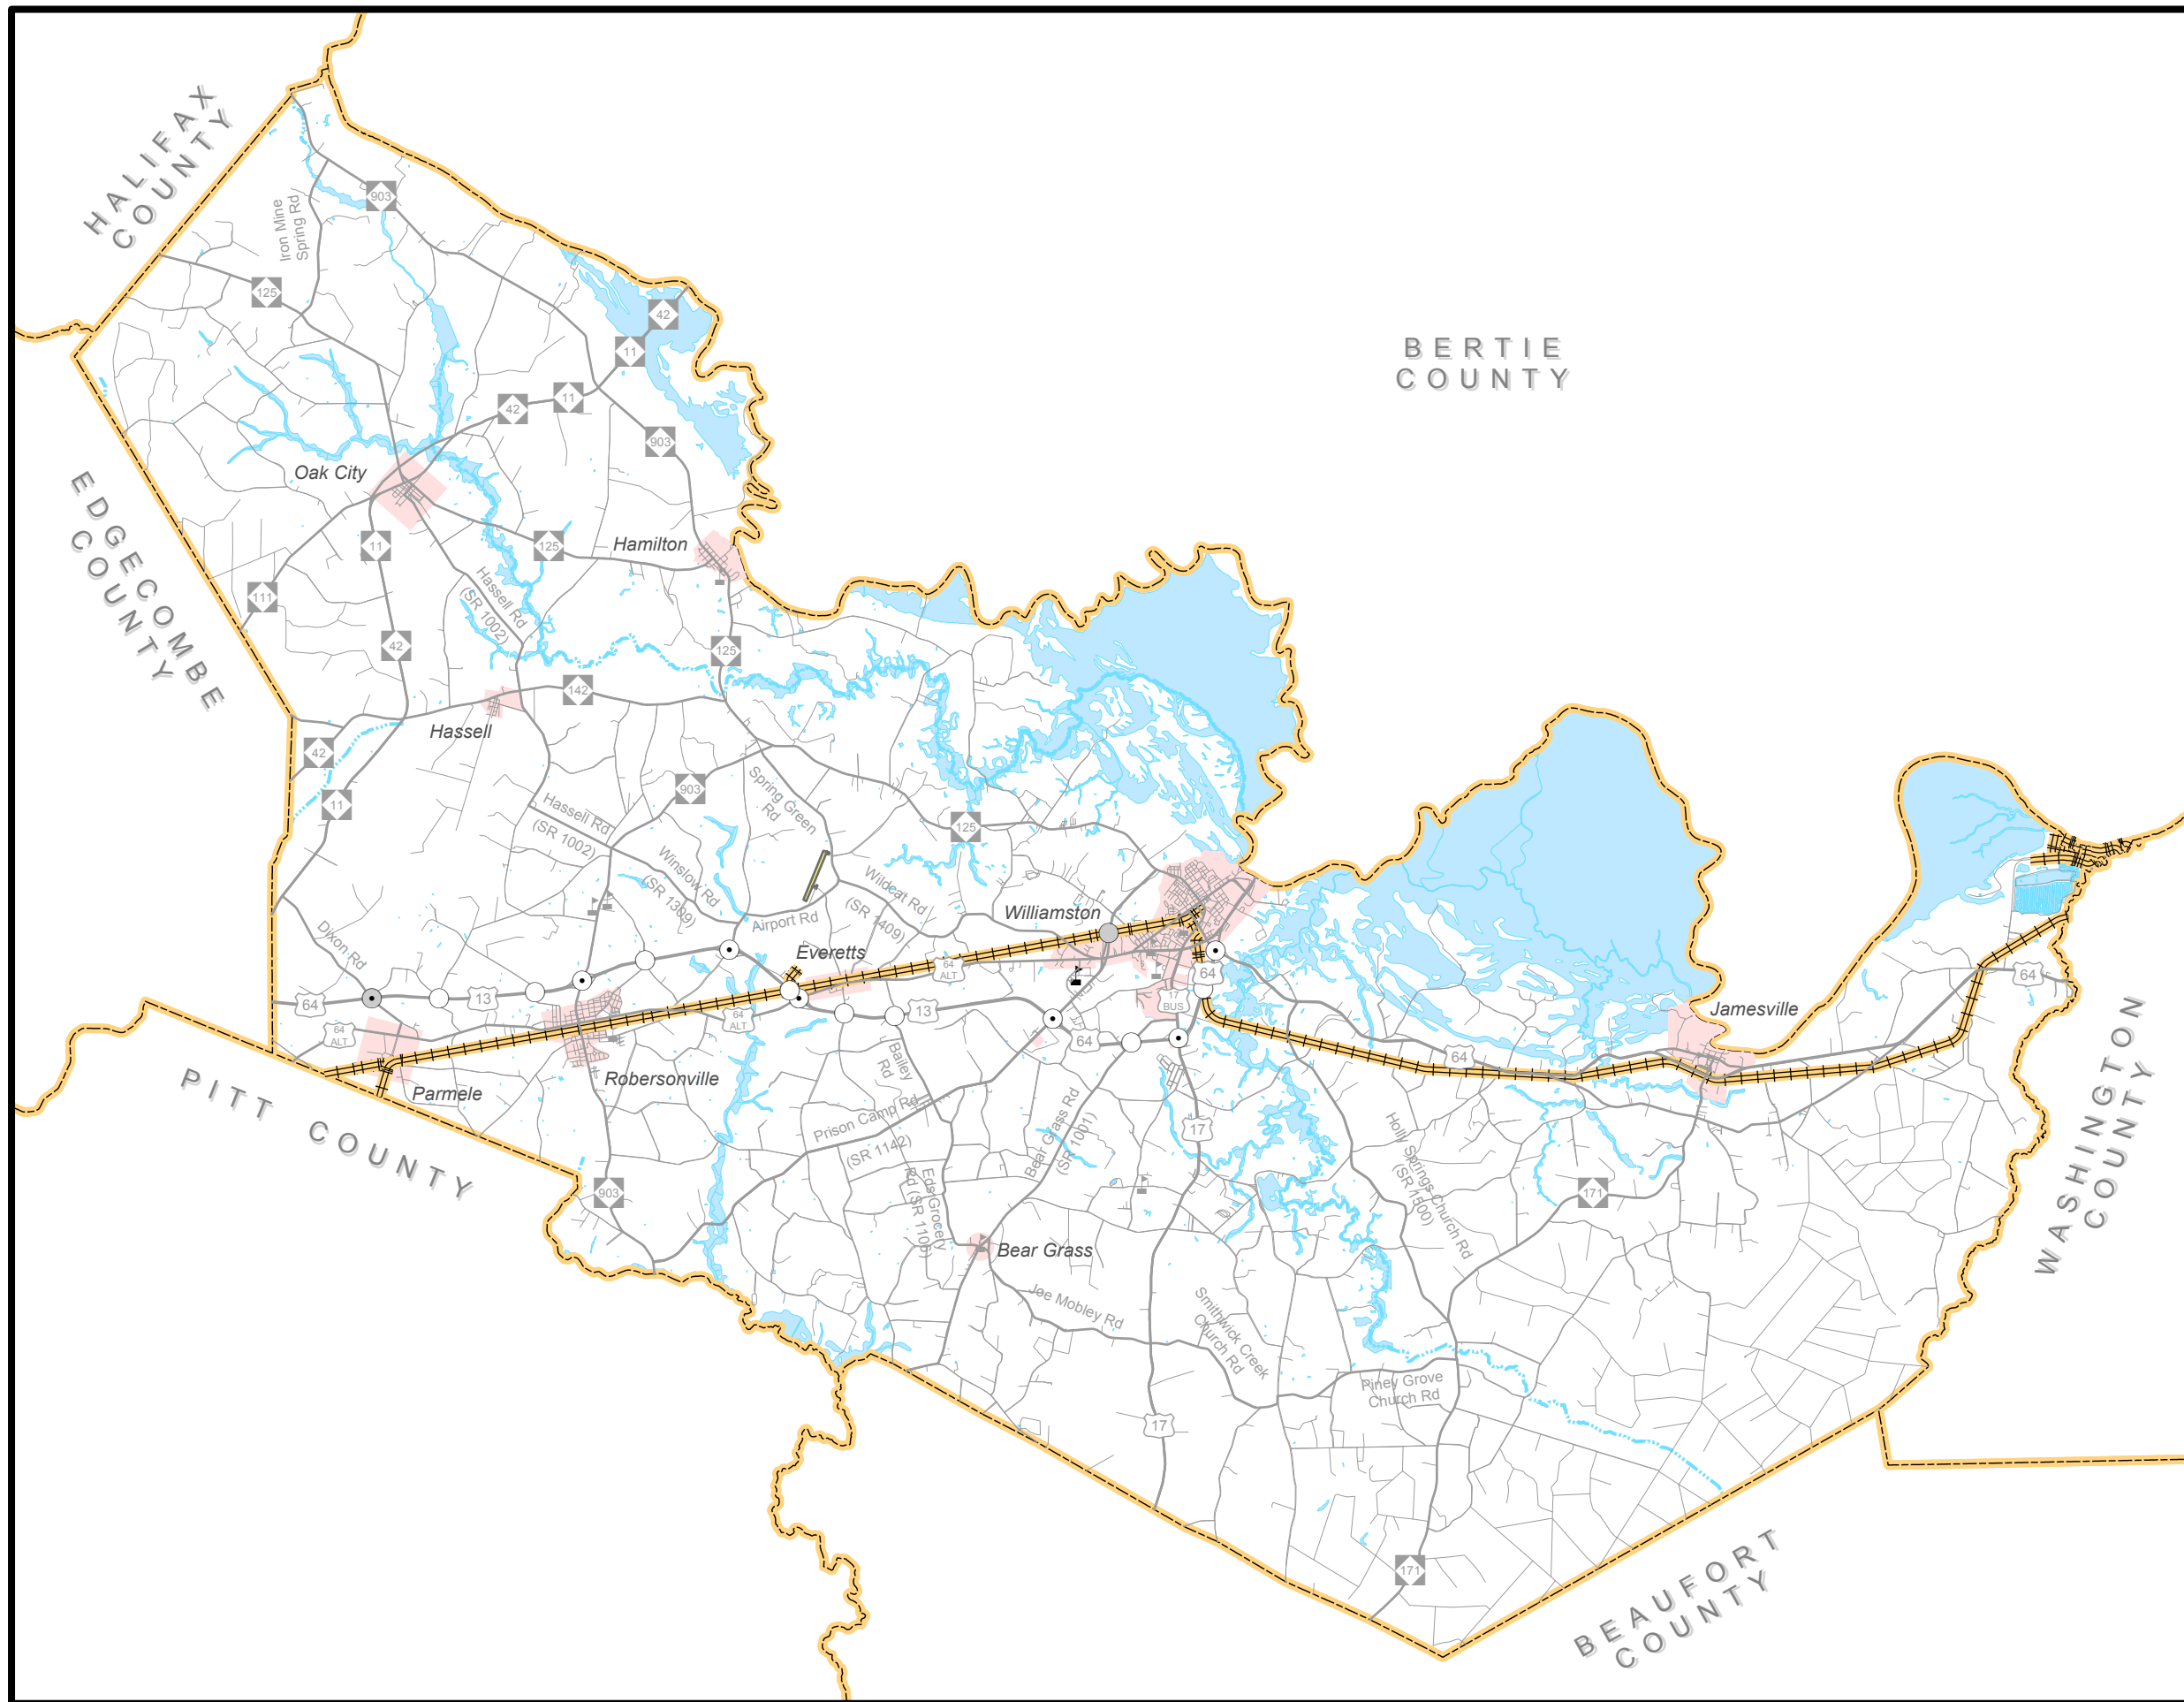 HALIFAX
COUNTY
903
Iron Mine
Spring Rd
125
42
11
BERTIE
COUNTY
11
42
903
Oak City
EDGECOMBE
COUNTY
11
125
Hamilton
Hassell Rd
(SR 1002)
111
42
125
142
Hassell
42
903
Spring Green
Rd
11
Hassell Rd
(SR 1002)
125
Winslow Rd
(SR 1309)
Wildcat Rd
(SR 1409)
Airport Rd
Williamston
Dixon Rd
Everetts
64
ALT
64
64
64
13
17
BUS
Jamesville
13
64
ALT
64
ALT
64
64
Bailey
Rd
Robersonville
Parmele
PITT COUNTY
Prison Camp Rd
(SR 1142)
Bear Grass Rd
(SR 1001)
17
Holly Springs Church Rd
(SR 1500)
WASHINGTON
COUNTY
903
Eds Grocery
Rd (SR 1106)
171
Bear Grass
Joe Mobley Rd
Smithwick Creek
Church Rd
Piney Grove
Church Rd
17
171
BEAUFORT
COUNTY